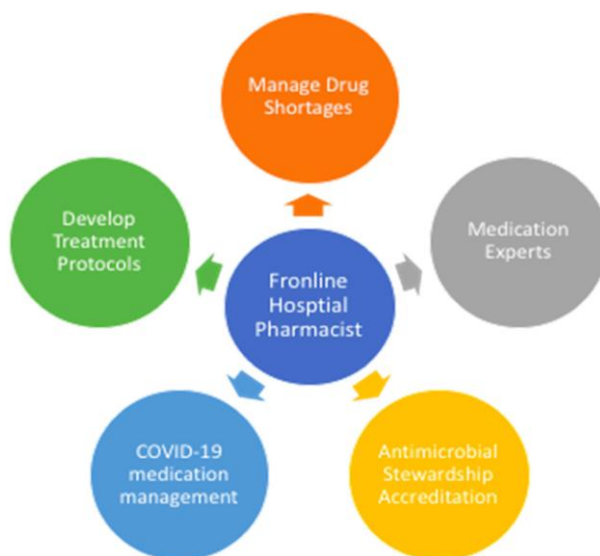 Manage Drug
Shortages
Develop
Treatment
Protocols
Medication
Experts
Fronline
Hosptial
Pharmacist
COVID-19
medication
management
Antimicrobial
Stewardship
Accreditation